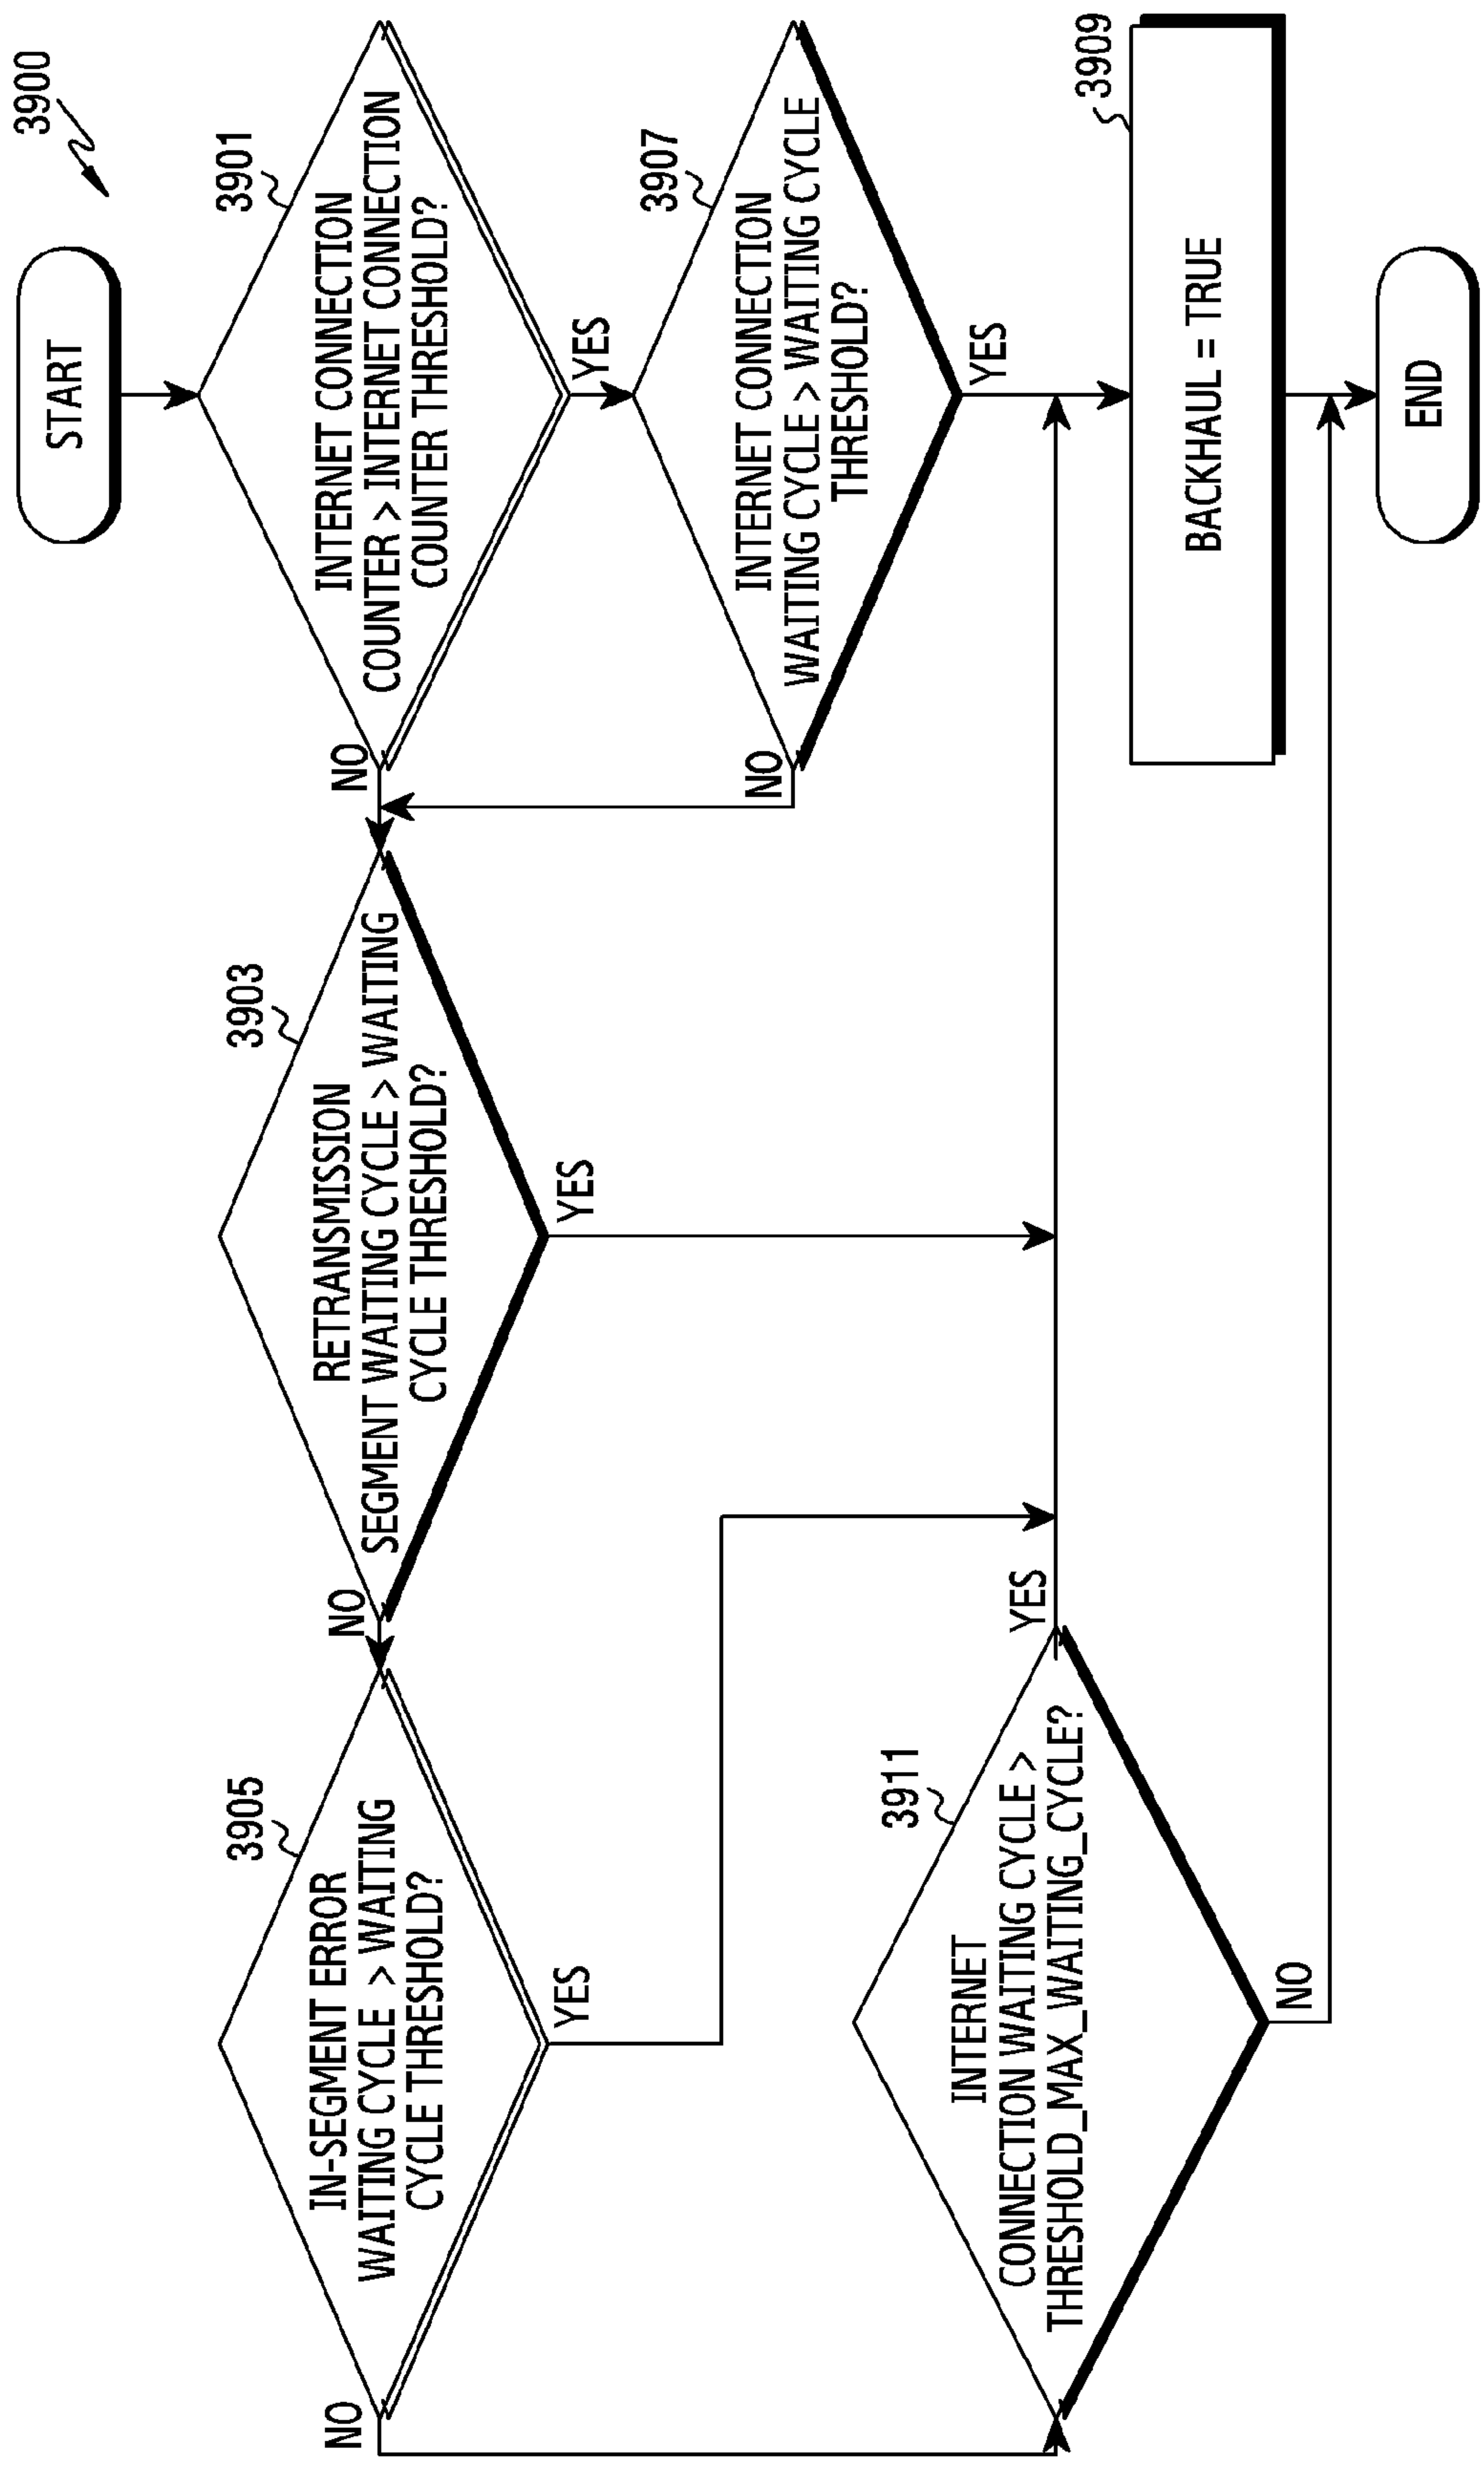 3900
START
3901
INTERNET CONNECTION
COUNTER > INTERNET CONNECTION
COUNTER THRESHOLD?
NO
YES
3903
RETRANSMISSION
SEGMENT WAITING CYCLE > WAITING
CYCLE THRESHOLD?
NO
YES
3905
IN-SEGMENT ERROR
WAITING CYCLE > WAITING
CYCLE THRESHOLD?
NO
YES
3907
INTERNET CONNECTION
WAITING CYCLE > WAITING CYCLE
THRESHOLD?
NO
YES
3911
INTERNET
CONNECTION WAITING CYCLE >
THRESHOLD_MAX_WAITING_CYCLE?
YES
NO
3909
BACKHAUL = TRUE
END